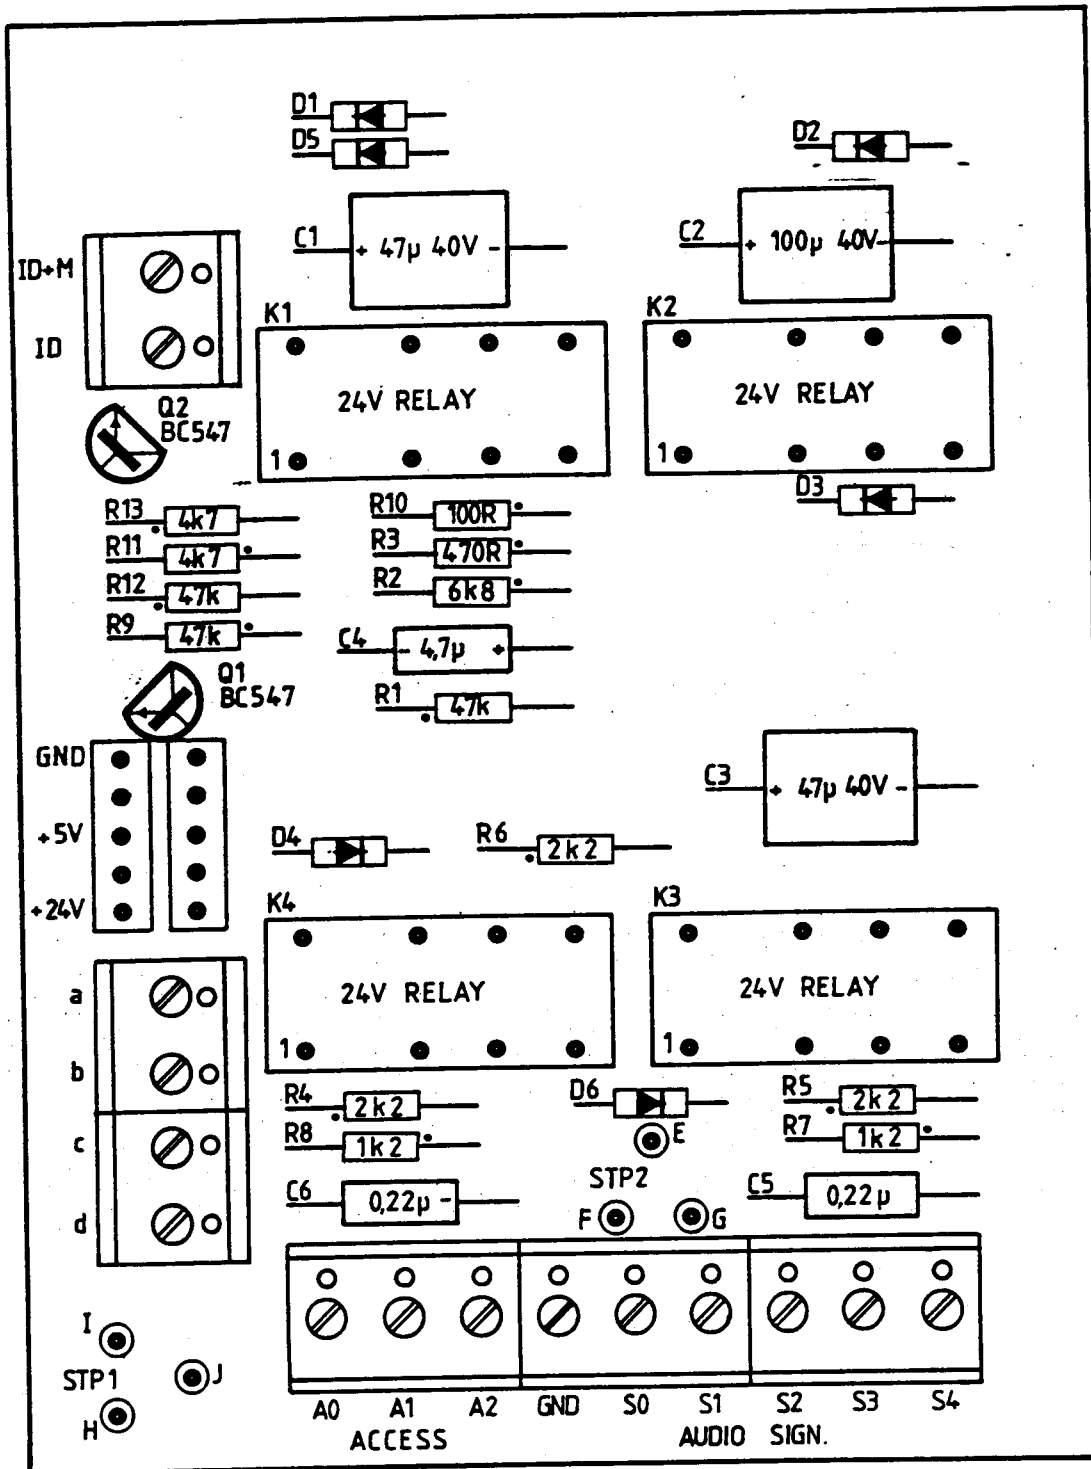 D1
D5
D2
C1
+ 47µ 40V -
C2
+ 100µ 40V-
ID+M
ID
K1
24V RELAY
1
K2
24V RELAY
1
Q2
BC547
D3
R13
4k7
R11
4k7
R12
47k
R9
47k
R10
100R
R3
470R
R2
6k8
C4
- 4,7µ +
R1
47k
Q1
BC547
GND
+5V
+24V
C3
+ 47µ 40V -
D4
R6
2k2
K4
24V RELAY
1
K3
24V RELAY
1
a
b
c
d
R4
2k2
R8
1k2
D6
E
R5
2k2
R7
1k2
STP2
F
G
C6
0,22µ -
C5
0,22µ
I
STP1
J
H
A0 A1 A2 GND S0 S1 S2 S3 S4
ACCESS AUDIO SIGN.